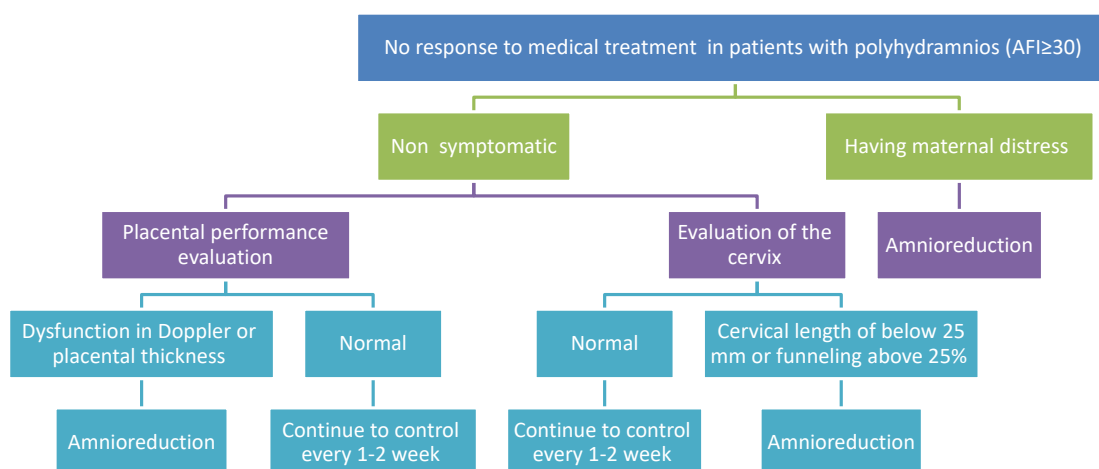 No response to medical treatment in patients with polyhydramnios (AFI≥30)
Non symptomatic
Having maternal distress
Placental performance
evaluation
Evaluation of the
cervix
Amnioreduction
Dysfunction in Doppler or
placental thickness
Normal
Normal
Cervical length of below 25
mm or funneling above 25%
Amnioreduction
Continue to control
every 1-2 week
Continue to control
every 1-2 week
Amnioreduction